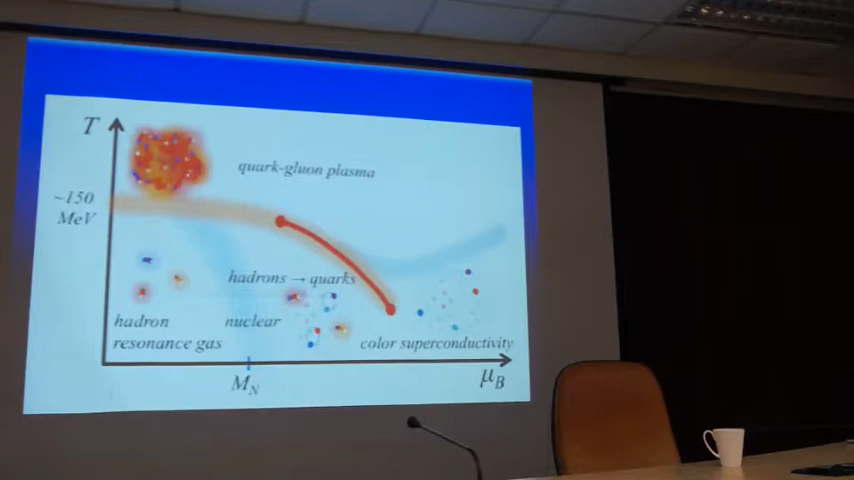 T
quark-gluon plasma
~150
MeV
hadrons → quarks
hadron
resonance gas
nuclear
color superconductivity
M_N
μ_B